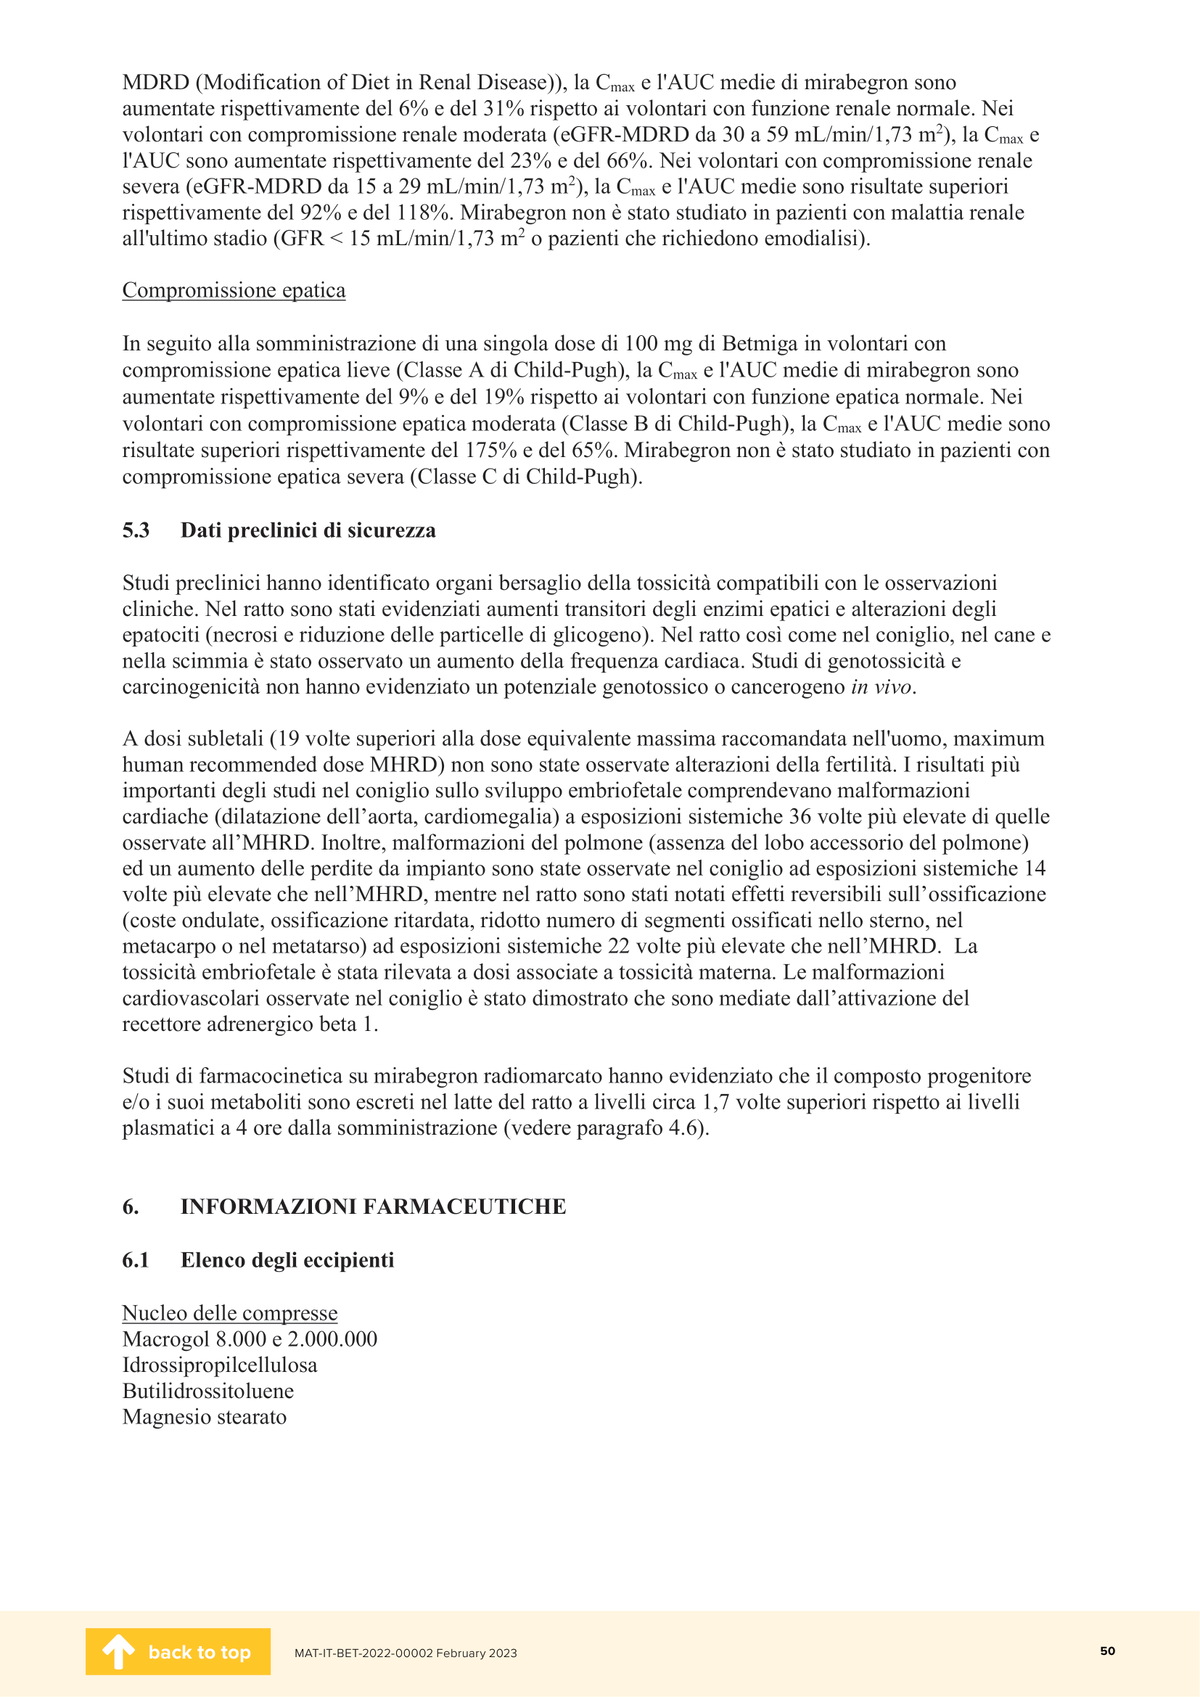 MDRD (Modification of Diet in Renal Disease)), la Cmax e l'AUC medie di mirabegron sono
aumentate rispettivamente del 6% e del 31% rispetto ai volontari con funzione renale normale. Nei
volontari con compromissione renale moderata (eGFR-MDRD da 30 a 59 mL/min/1,73 m²), la Cmax e
l'AUC sono aumentate rispettivamente del 23% e del 66%. Nei volontari con compromissione renale
severa (eGFR-MDRD da 15 a 29 mL/min/1,73 m²), la Cmax e l'AUC medie sono risultate superiori
rispettivamente del 92% e del 118%. Mirabegron non è stato studiato in pazienti con malattia renale
all'ultimo stadio (GFR < 15 mL/min/1,73 m² o pazienti che richiedono emodialisi).
Compromissione epatica
In seguito alla somministrazione di una singola dose di 100 mg di Betmiga in volontari con
compromissione epatica lieve (Classe A di Child-Pugh), la Cmax e l'AUC medie di mirabegron sono
aumentate rispettivamente del 9% e del 19% rispetto ai volontari con funzione epatica normale. Nei
volontari con compromissione epatica moderata (Classe B di Child-Pugh), la Cmax e l'AUC medie sono
risultate superiori rispettivamente del 175% e del 65%. Mirabegron non è stato studiato in pazienti con
compromissione epatica severa (Classe C di Child-Pugh).
5.3 Dati preclinici di sicurezza
Studi preclinici hanno identificato organi bersaglio della tossicità compatibili con le osservazioni
cliniche. Nel ratto sono stati evidenziati aumenti transitori degli enzimi epatici e alterazioni degli
epatociti (necrosi e riduzione delle particelle di glicogeno). Nel ratto così come nel coniglio, nel cane e
nella scimmia è stato osservato un aumento della frequenza cardiaca. Studi di genotossicità e
carcinogenicità non hanno evidenziato un potenziale genotossico o cancerogeno in vivo.
A dosi subletali (19 volte superiori alla dose equivalente massima raccomandata nell'uomo, maximum
human recommended dose MHRD) non sono state osservate alterazioni della fertilità. I risultati più
importanti degli studi nel coniglio sullo sviluppo embriofetale comprendevano malformazioni
cardiache (dilatazione dell’aorta, cardiomegalia) a esposizioni sistemiche 36 volte più elevate di quelle
osservate all’MHRD. Inoltre, malformazioni del polmone (assenza del lobo accessorio del polmone)
ed un aumento delle perdite da impianto sono state osservate nel coniglio ad esposizioni sistemiche 14
volte più elevate che nell’MHRD, mentre nel ratto sono stati notati effetti reversibili sull’ossificazione
(coste ondulate, ossificazione ritardata, ridotto numero di segmenti ossificati nello sterno, nel
metacarpo o nel metatarso) ad esposizioni sistemiche 22 volte più elevate che nell’MHRD. La
tossicità embriofetale è stata rilevata a dosi associate a tossicità materna. Le malformazioni
cardiovascolari osservate nel coniglio è stato dimostrato che sono mediate dall’attivazione del
recettore adrenergico beta 1.
Studi di farmacocinetica su mirabegron radiomarcato hanno evidenziato che il composto progenitore
e/o i suoi metaboliti sono escreti nel latte del ratto a livelli circa 1,7 volte superiori rispetto ai livelli
plasmatici a 4 ore dalla somministrazione (vedere paragrafo 4.6).
6. INFORMAZIONI FARMACEUTICHE
6.1 Elenco degli eccipienti
Nucleo delle compresse
Macrogol 8.000 e 2.000.000
Idrossipropilcellulosa
Butilidrossitoluene
Magnesio stearato
back to top MAT-IT-BET-2022-00002 February 2023 50